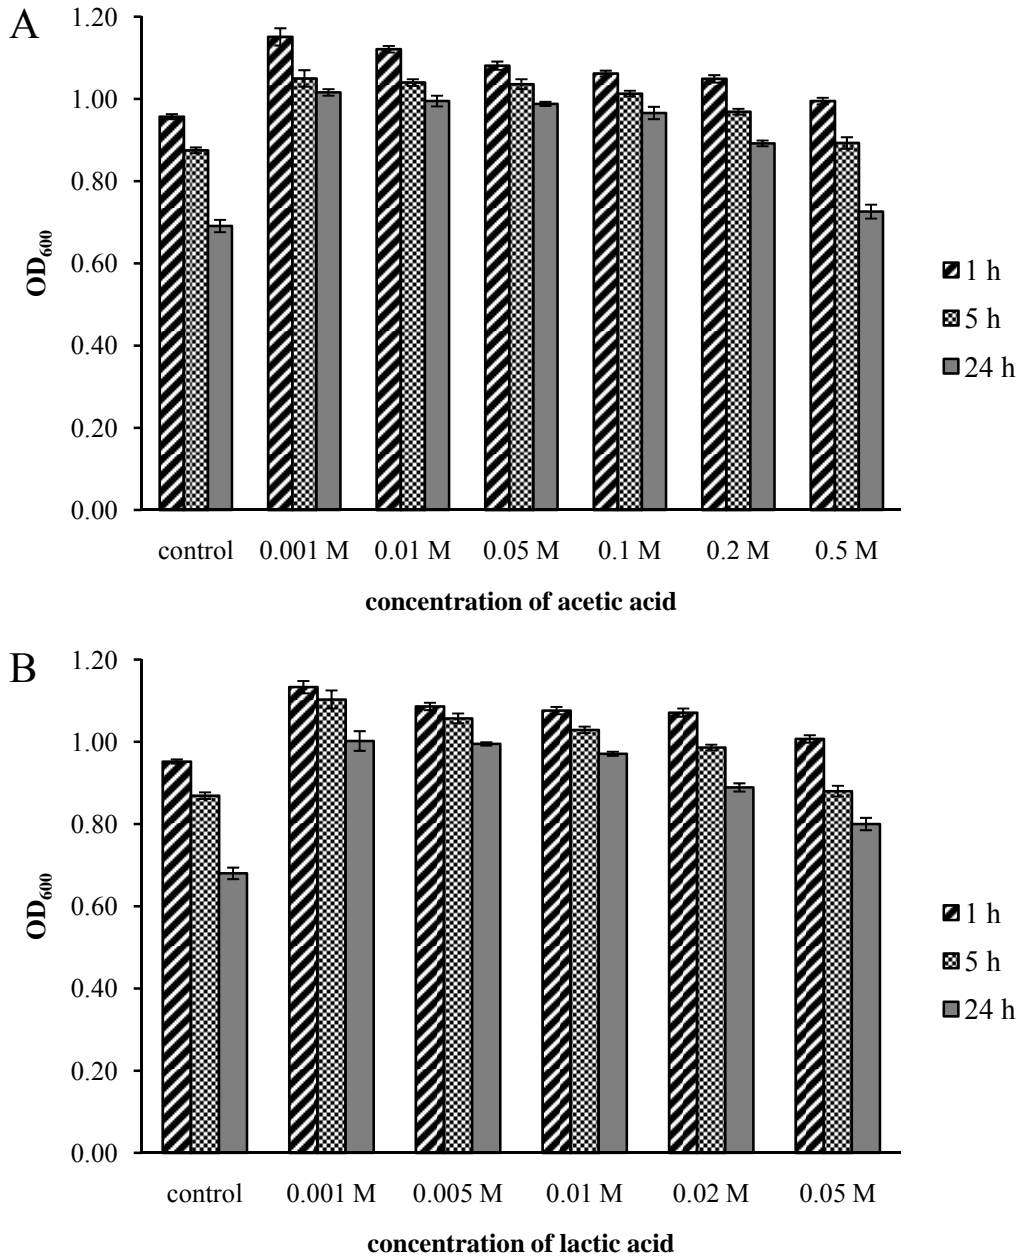 A
1.20
1.00
0.80
0.60
0.40
0.20
0.00
OD600
control 0.001 M 0.01 M 0.05 M 0.1 M 0.2 M 0.5 M
concentration of acetic acid
1 h
5 h
24 h
B
1.20
1.00
0.80
0.60
0.40
0.20
0.00
OD600
control 0.001 M 0.005 M 0.01 M 0.02 M 0.05 M
concentration of lactic acid
1 h
5 h
24 h